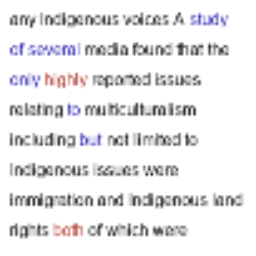 any Indigenous voices A study
of several media found that the
only highly reported issues
relating to multiculturalism
including but not limited to
Indigenous issues were
immigration and Indigenous land
rights both of which were